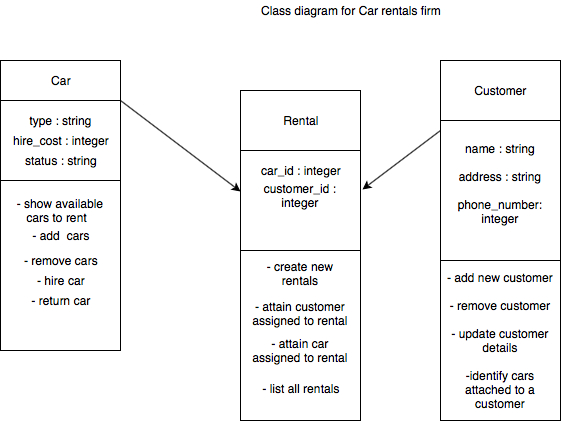 Class diagram for Car rentals firm
Car
type : string
hire_cost : integer
status : string
- show available
cars to rent
- add  cars
- remove cars
- hire car
- return car
Rental
car_id : integer
customer_id :
integer
- create new
rentals
- attain customer
assigned to rental
- attain car
assigned to rental
- list all rentals
Customer
name : string
address : string
phone_number:
integer
- add new customer
- remove customer
- update customer
details
-identify cars
attached to a
customer